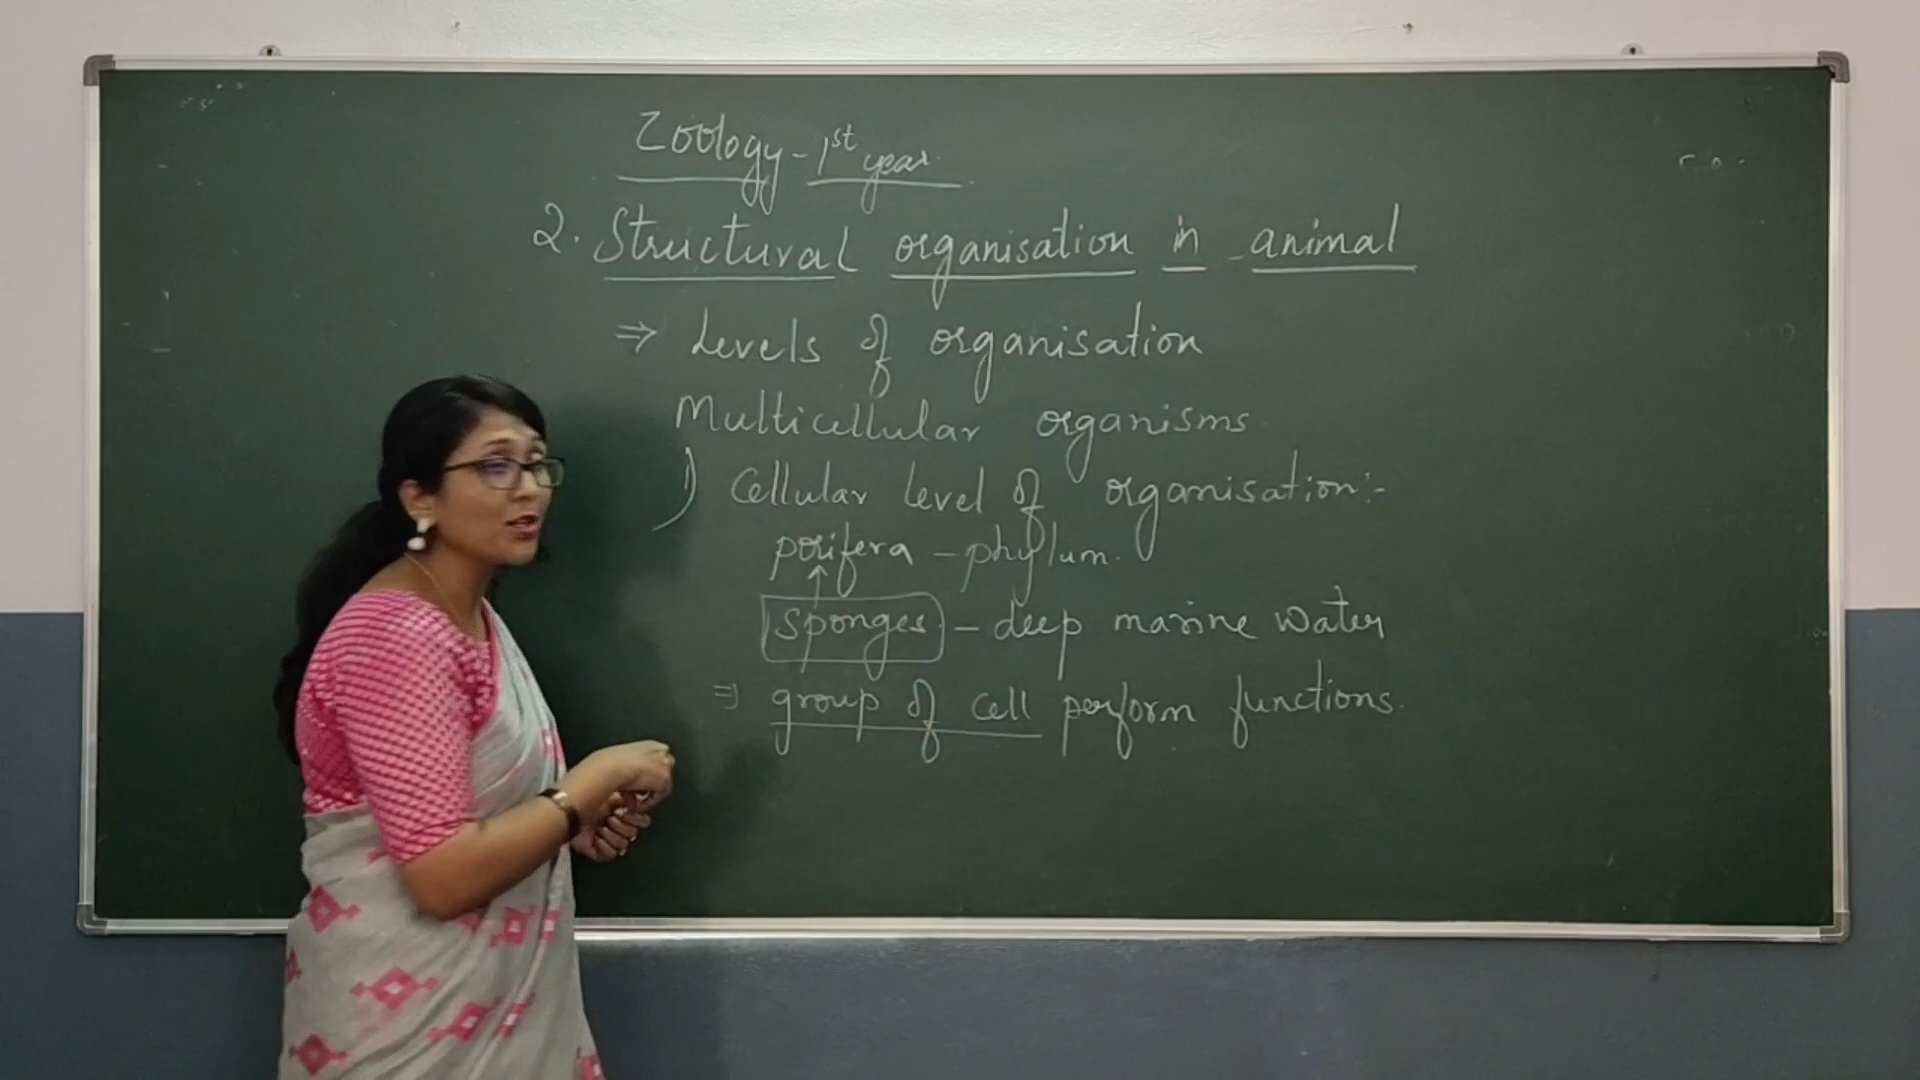 Zoology - 1st year.
2. Structural organisation in animal
⇒ Levels of organisation
Multicellular organisms
1) Cellular level of organisation:-
porifera - phylum.
↑
sponges - deep marine water
⇒ group of cell perform functions.